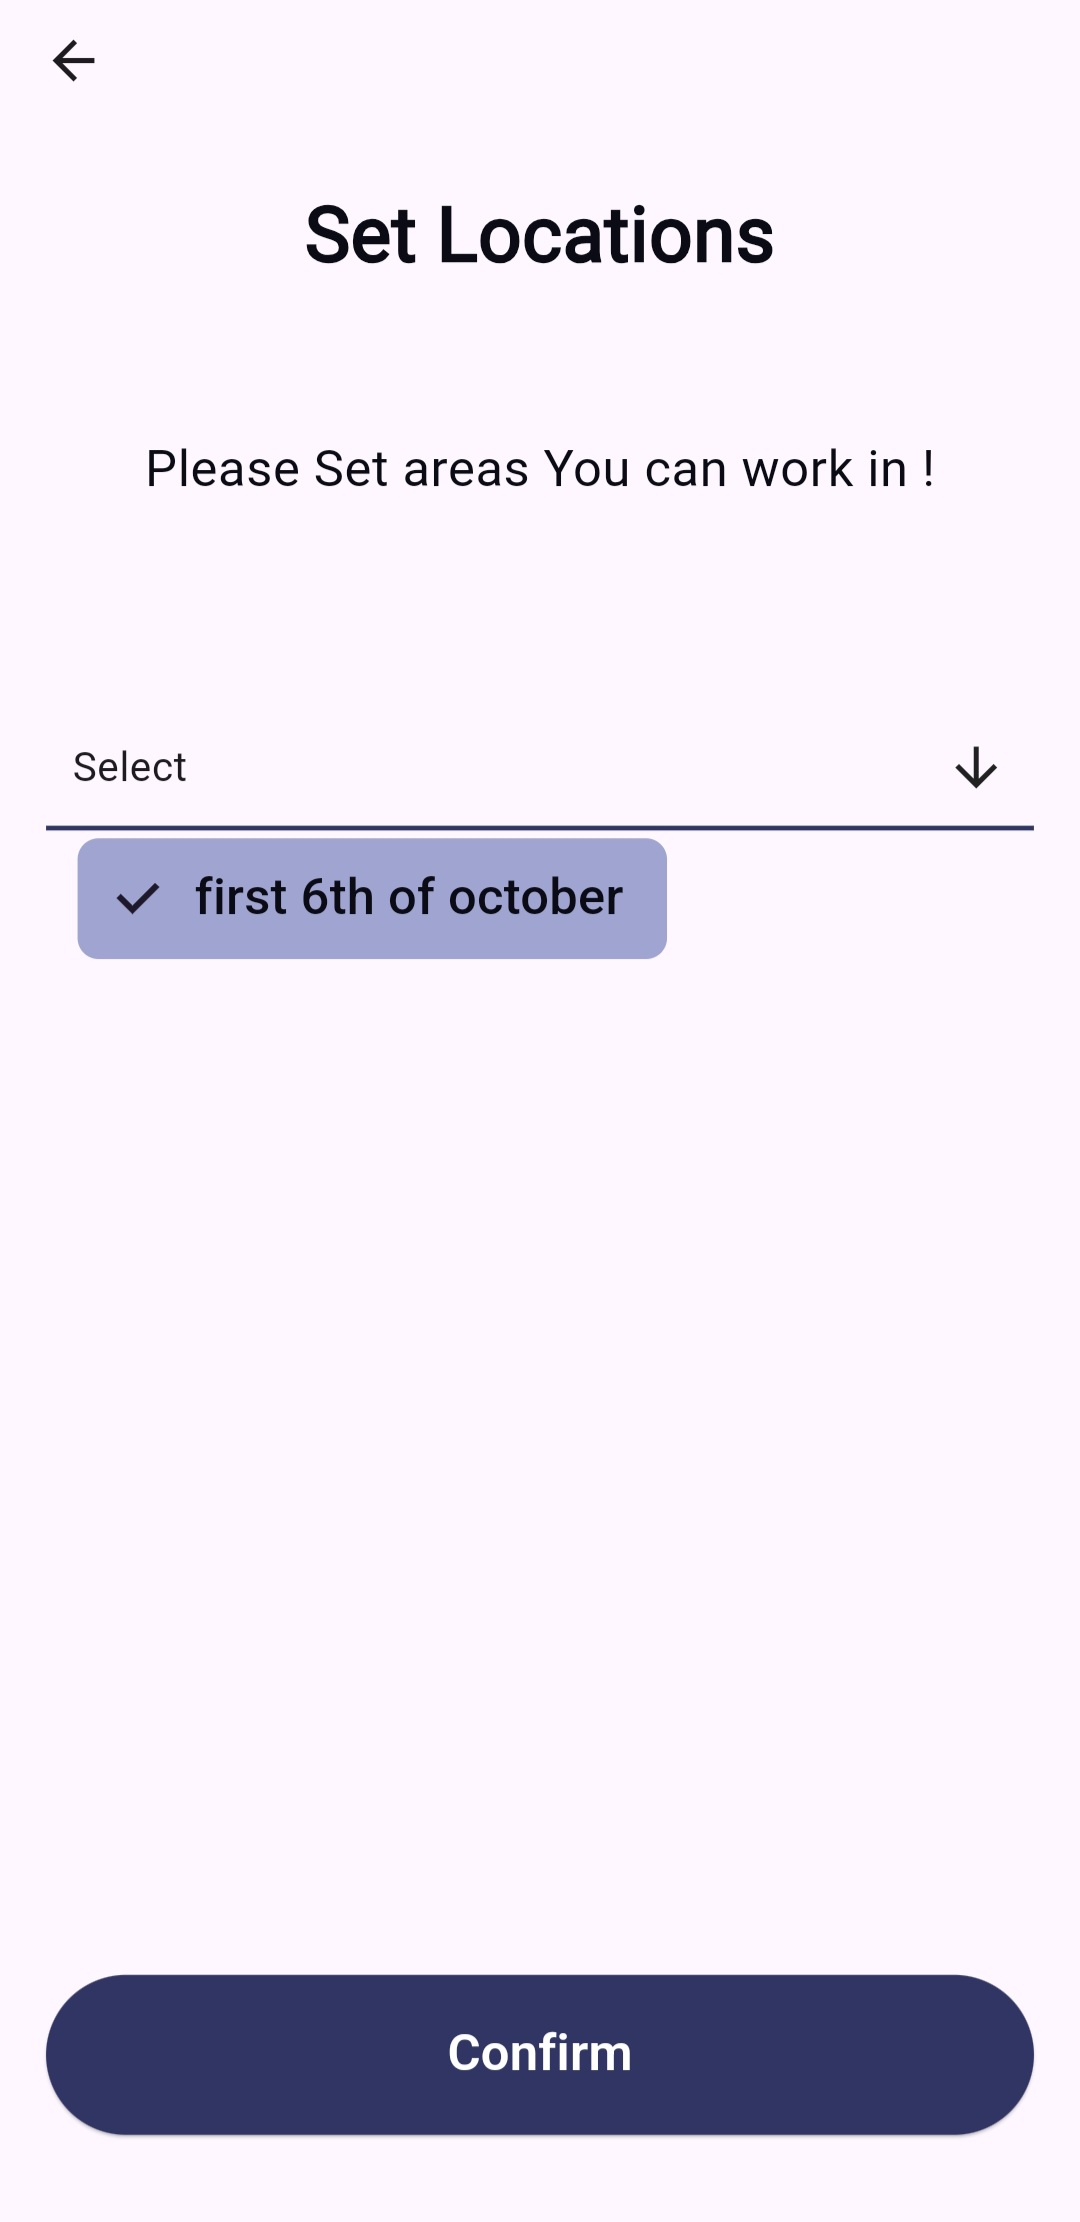 Set Locations
Please Set areas You can work in !
Select
first 6th of october
Confirm